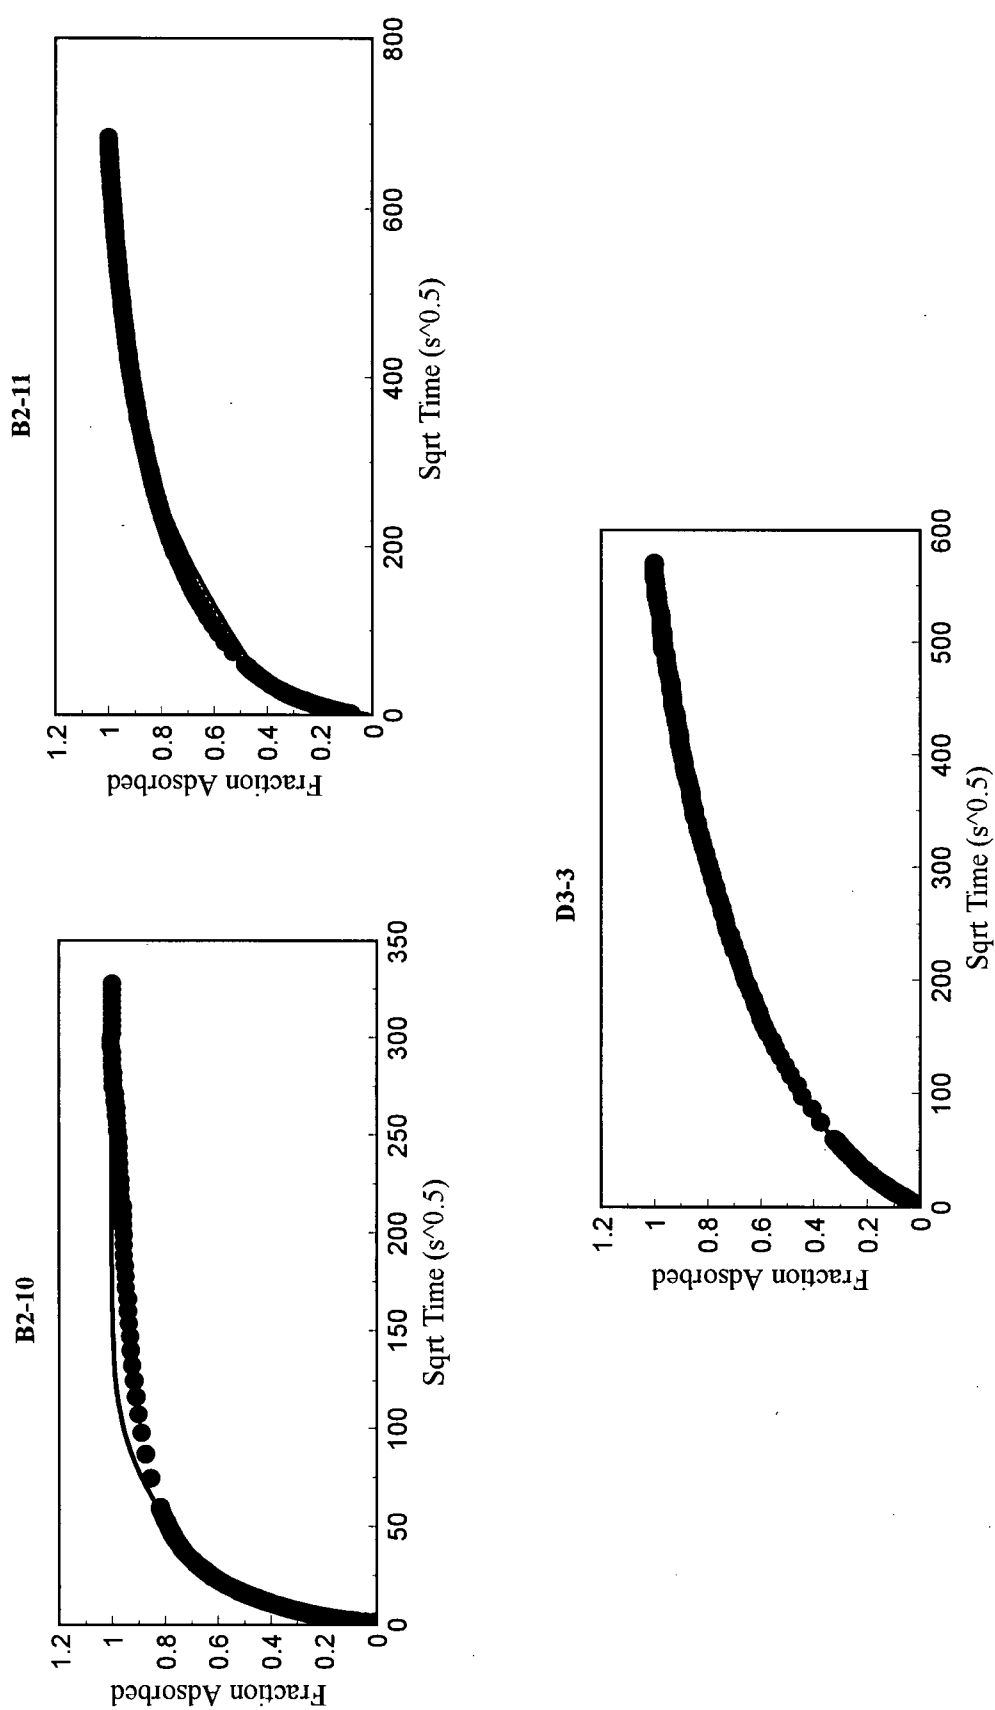 B2-10
Fraction Adsorbed
1.2
1
0.8
0.6
0.4
0.2
0
0 50 100 150 200 250 300 350
Sqrt Time (s^0.5)
B2-11
Fraction Adsorbed
1.2
1
0.8
0.6
0.4
0.2
0
0 200 400 600 800
Sqrt Time (s^0.5)
D3-3
Fraction Adsorbed
1.2
1
0.8
0.6
0.4
0.2
0
0 100 200 300 400 500 600
Sqrt Time (s^0.5)